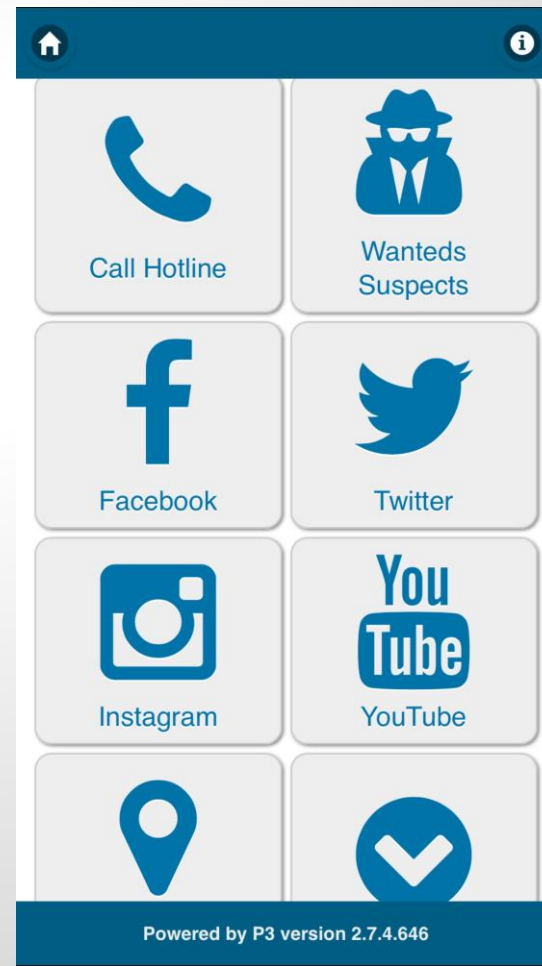 Call Hotline
Wanteds
Suspects
Facebook
Twitter
Instagram
You
Tube
YouTube
Powered by P3 version 2.7.4.646